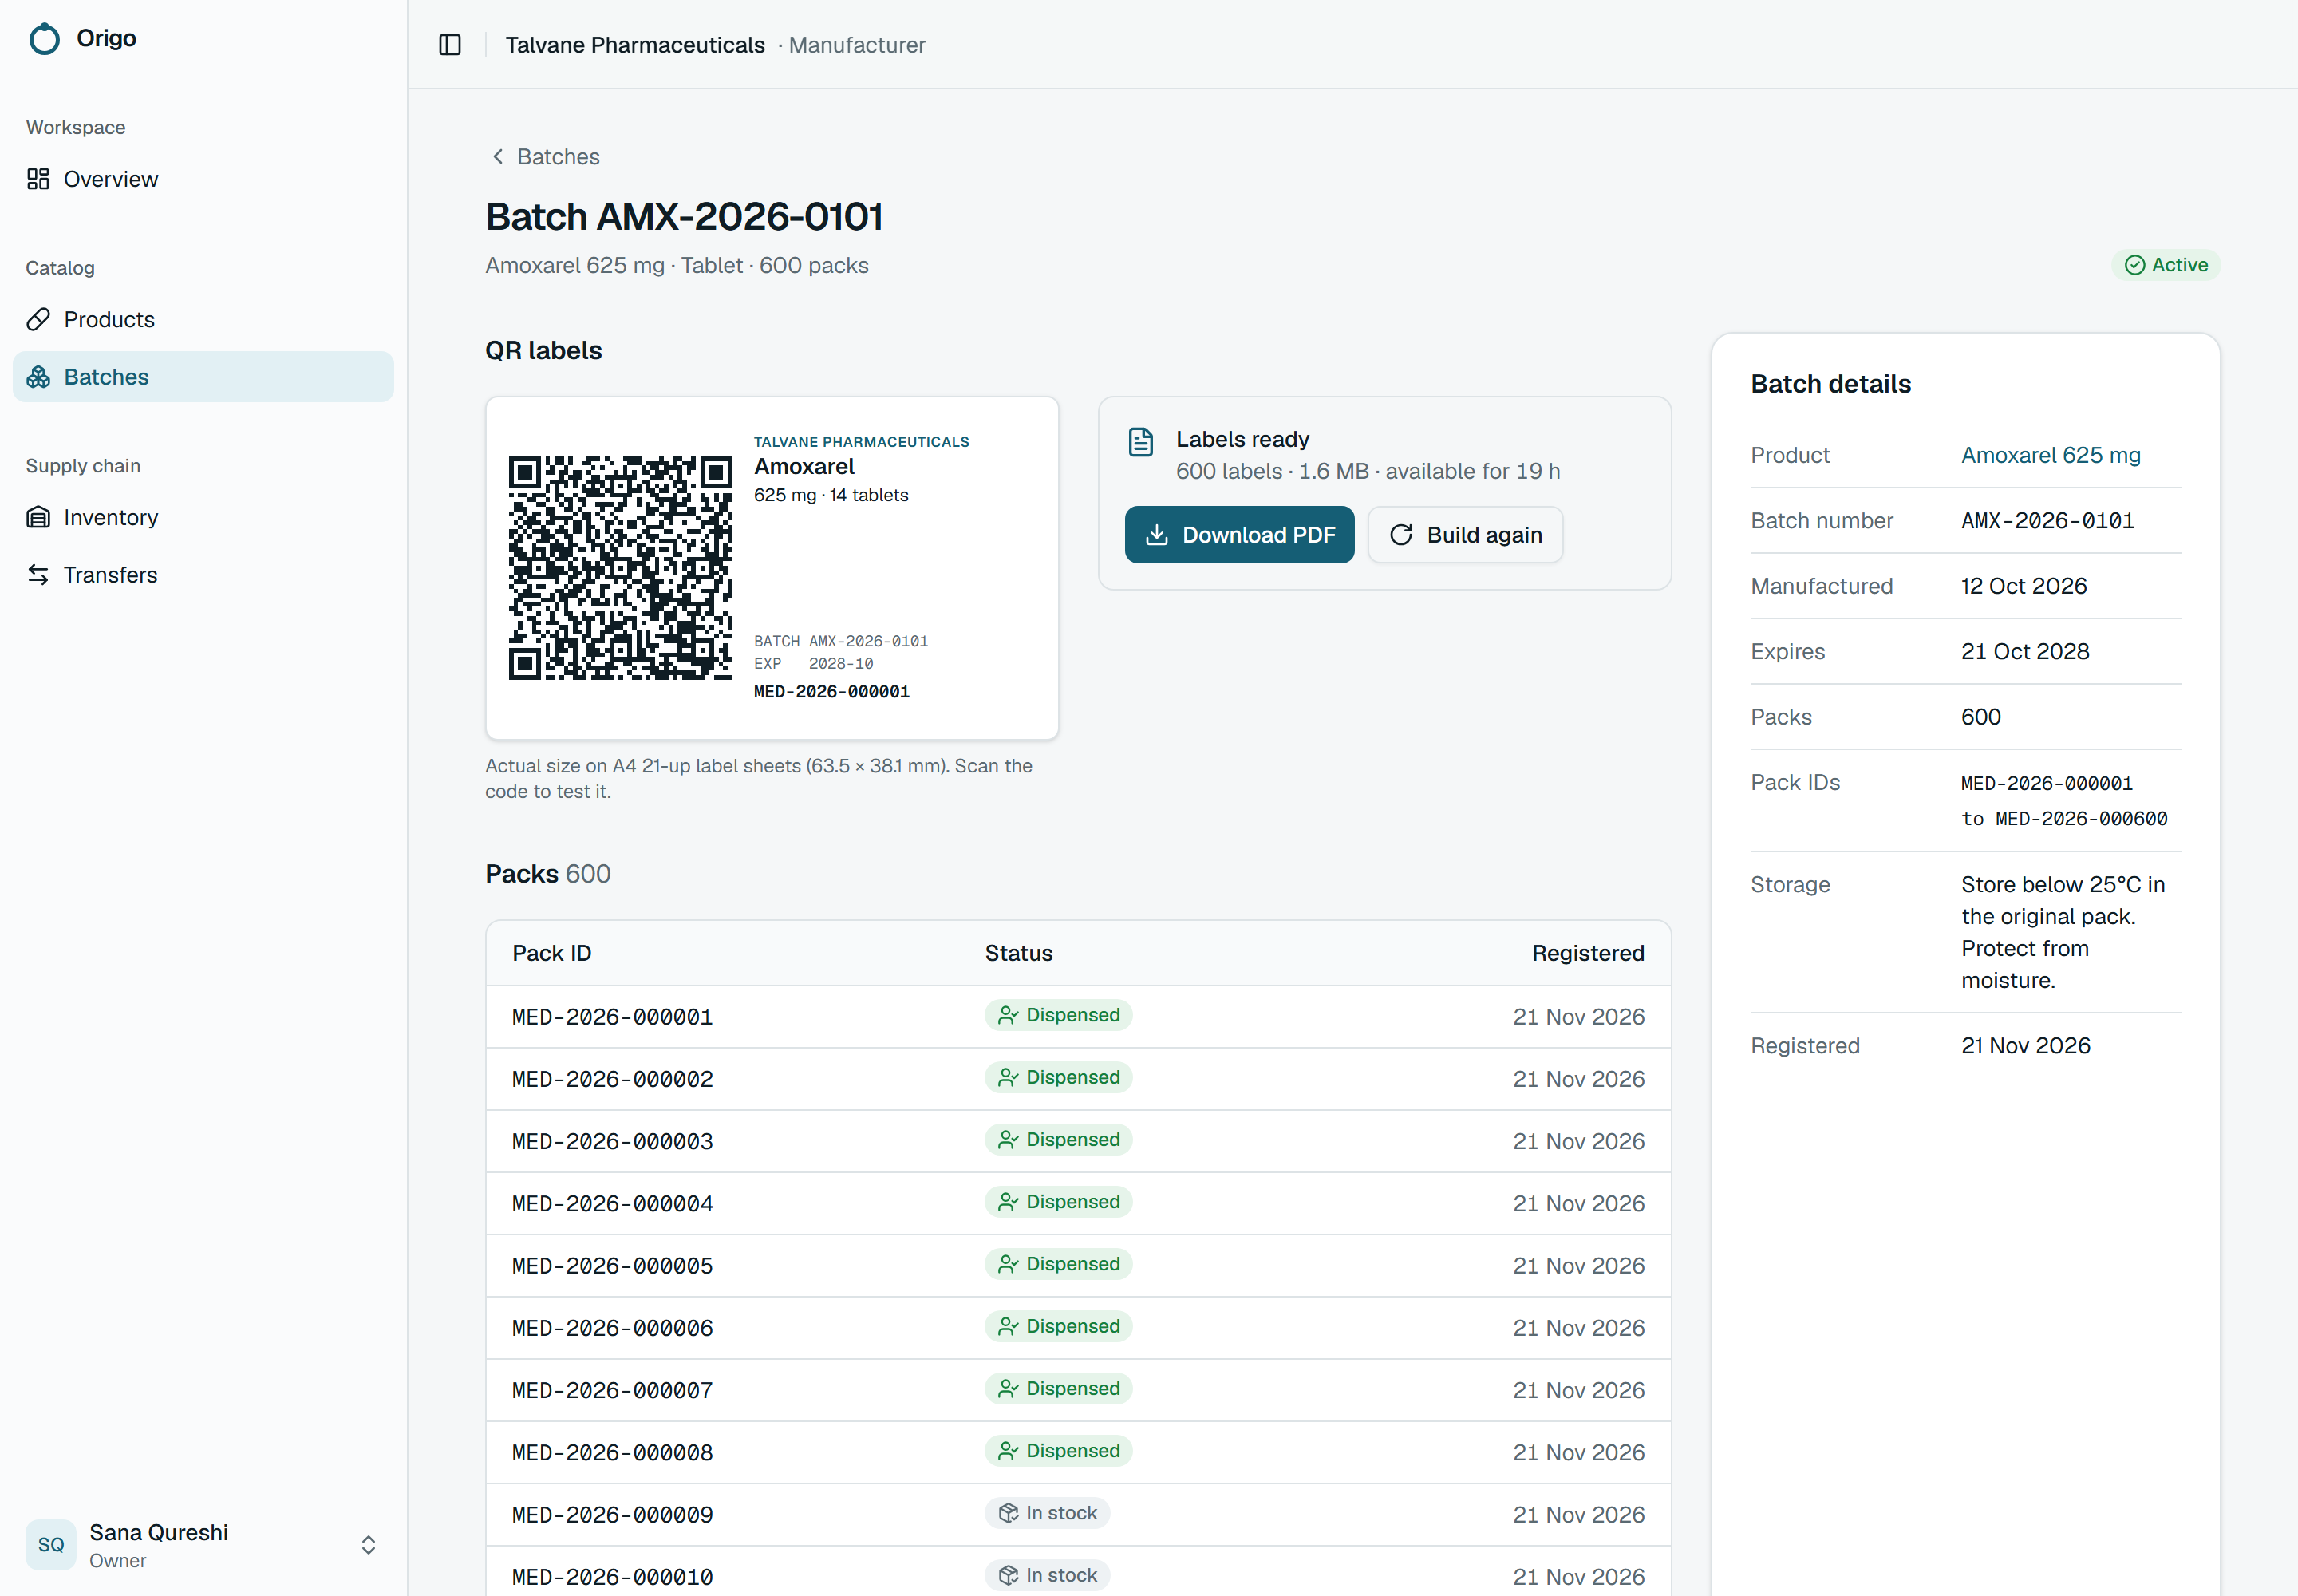 Origo
Workspace
Overview
Catalog
Products
Batches
Supply chain
Inventory
Transfers
SQ
Sana Qureshi
Owner
Talvane Pharmaceuticals · Manufacturer
Batches
Batch AMX-2026-0101
Amoxarel 625 mg · Tablet · 600 packs
Active
QR labels
TALVANE PHARMACEUTICALS
Amoxarel
625 mg · 14 tablets
BATCH AMX-2026-0101
EXP 2028-10
MED-2026-000001
Actual size on A4 21-up label sheets (63.5 × 38.1 mm). Scan the
code to test it.
Labels ready
600 labels · 1.6 MB · available for 19 h
Download PDF
Build again
Packs 600
Pack ID Status Registered
MED-2026-000001 Dispensed 21 Nov 2026
MED-2026-000002 Dispensed 21 Nov 2026
MED-2026-000003 Dispensed 21 Nov 2026
MED-2026-000004 Dispensed 21 Nov 2026
MED-2026-000005 Dispensed 21 Nov 2026
MED-2026-000006 Dispensed 21 Nov 2026
MED-2026-000007 Dispensed 21 Nov 2026
MED-2026-000008 Dispensed 21 Nov 2026
MED-2026-000009 In stock 21 Nov 2026
MED-2026-000010 In stock 21 Nov 2026
Batch details
Product Amoxarel 625 mg
Batch number AMX-2026-0101
Manufactured 12 Oct 2026
Expires 21 Oct 2028
Packs 600
Pack IDs MED-2026-000001
to MED-2026-000600
Storage Store below 25°C in
the original pack.
Protect from
moisture.
Registered 21 Nov 2026